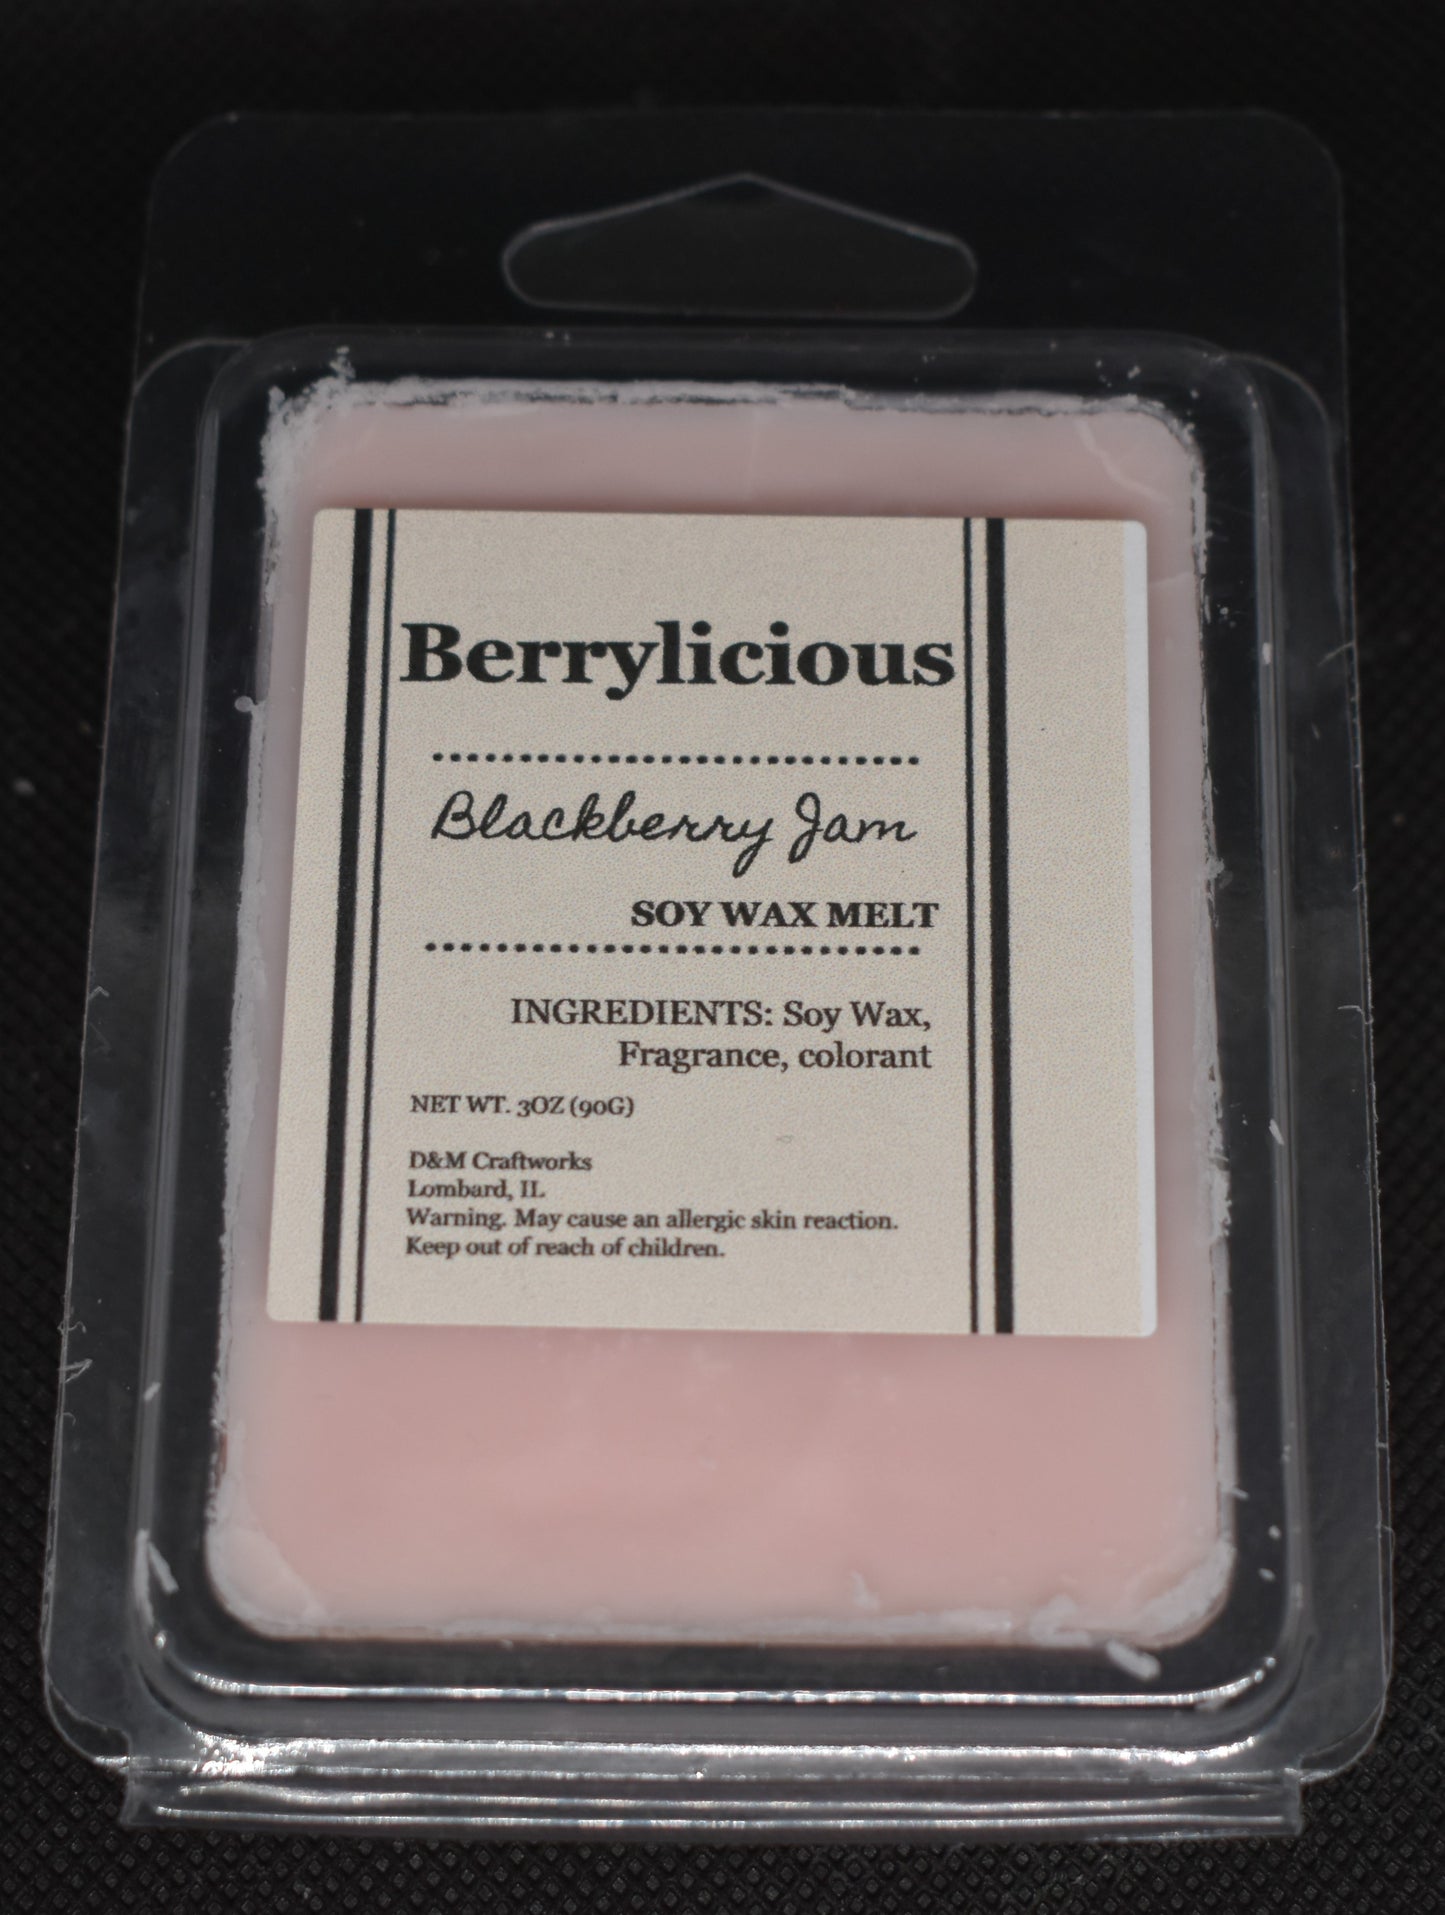 Berrylicious
Blackberry Jam
SOY WAX MELT
INGREDIENTS: Soy Wax,
Fragrance, colorant
NET WT. 3OZ (90G)
D&M Craftworks
Lombard, IL
Warning. May cause an allergic skin reaction.
Keep out of reach of children.